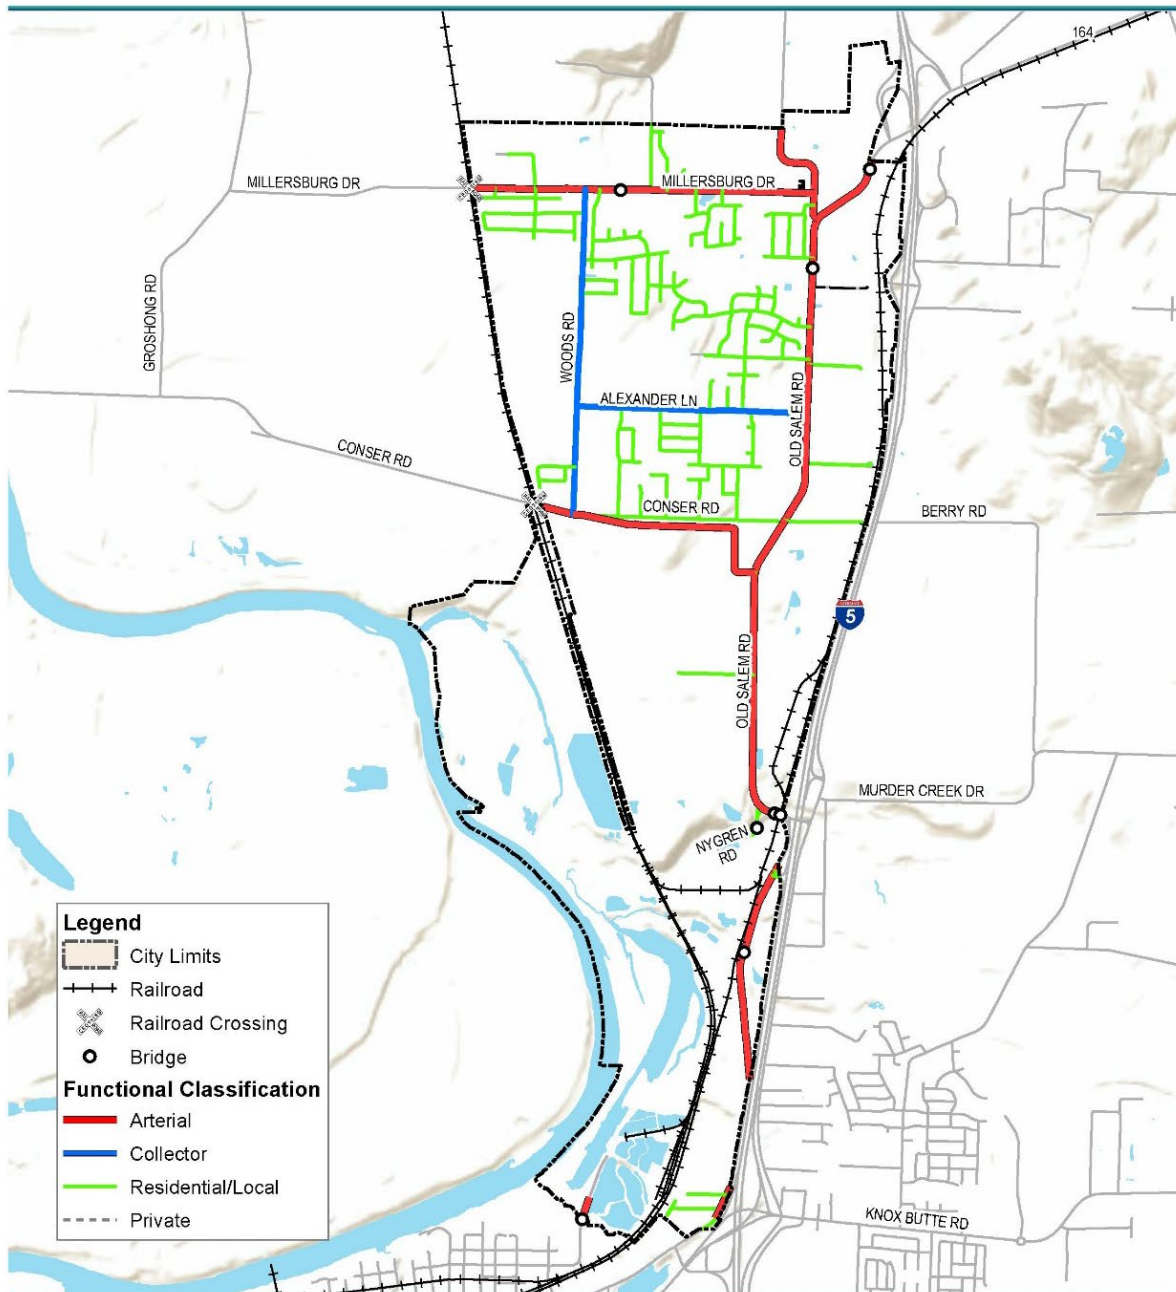 164
MILLERSBURG DR
MILLERSBURG DR
GROSHONG RD
WOODS RD
ALEXANDER LN
OLD SALEM RD
CONSER RD
CONSER RD
BERRY RD
5
OLD SALEM RD
MURDER CREEK DR
NYGREN
RD
Legend
City Limits
Railroad
Railroad Crossing
Bridge
Functional Classification
Arterial
Collector
Residential/Local
Private
KNOX BUTTE RD